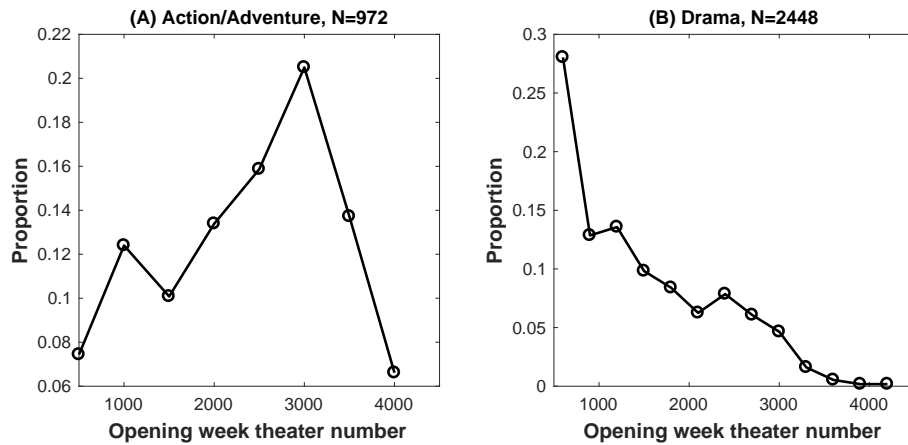 (A) Action/Adventure, N=972
0.22
0.2
0.18
0.16
0.14
0.12
0.1
0.08
0.06
Proportion
1000 2000 3000 4000
Opening week theater number
(B) Drama, N=2448
0.3
0.25
0.2
0.15
0.1
0.05
0
Proportion
1000 2000 3000 4000
Opening week theater number